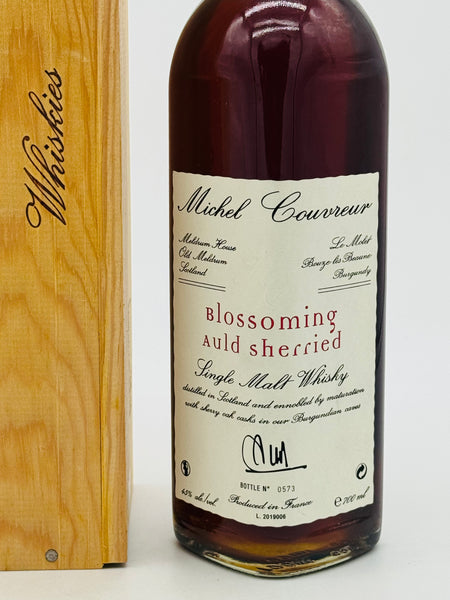 Whiskies
Michel Couvreur
Meldrum House
Old Meldrum
Scotland
Le Molet
Bouze-lès Beaune
Burgundy
Blossoming
Auld Sherried
Single Malt Whisky
distilled in Scotland and ennobled by maturation
with sherry oak casks in our Burgundian caves
BOTTLE N° 0573
45% alc/vol.
Produced in France
e 700 ml
L. 2019006